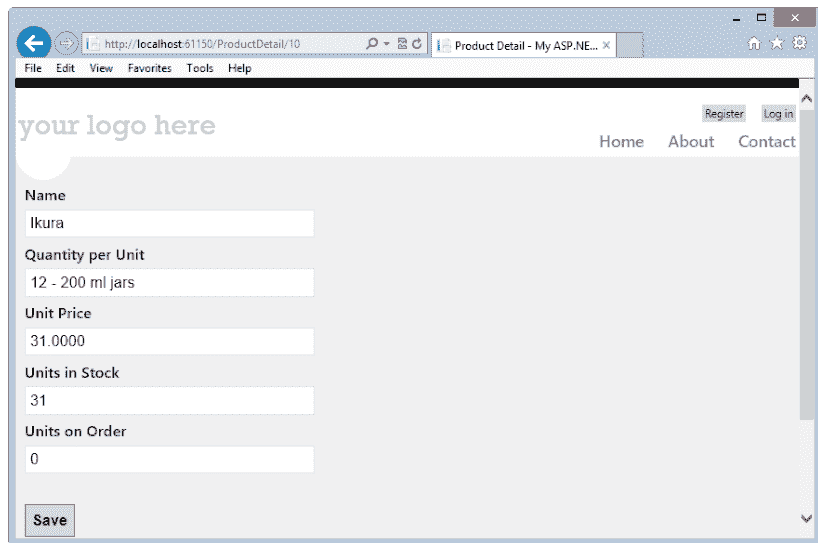 http://localhost:61150/ProductDetail/10
Product Detail - My ASP.NE...
File Edit View Favorites Tools Help
Register Log in
your logo here
Home About Contact
Name
Ikura
Quantity per Unit
12 - 200 ml jars
Unit Price
31.0000
Units in Stock
31
Units on Order
0
Save